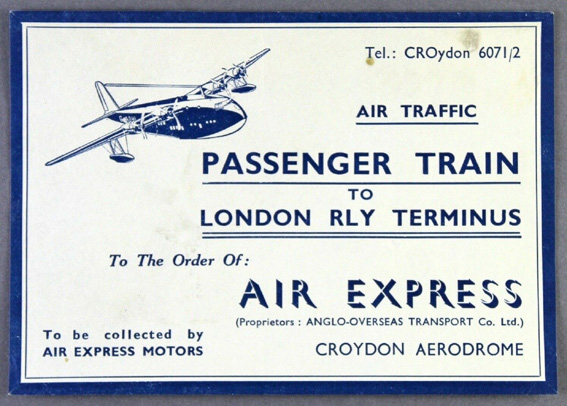 Tel.: CROydon 6071/2
AIR TRAFFIC
PASSENGER TRAIN
TO
LONDON RLY TERMINUS
To The Order Of:
AIR EXPRESS
(Proprietors : ANGLO-OVERSEAS TRANSPORT Co. Ltd.)
To be collected by
AIR EXPRESS MOTORS
CROYDON AERODROME